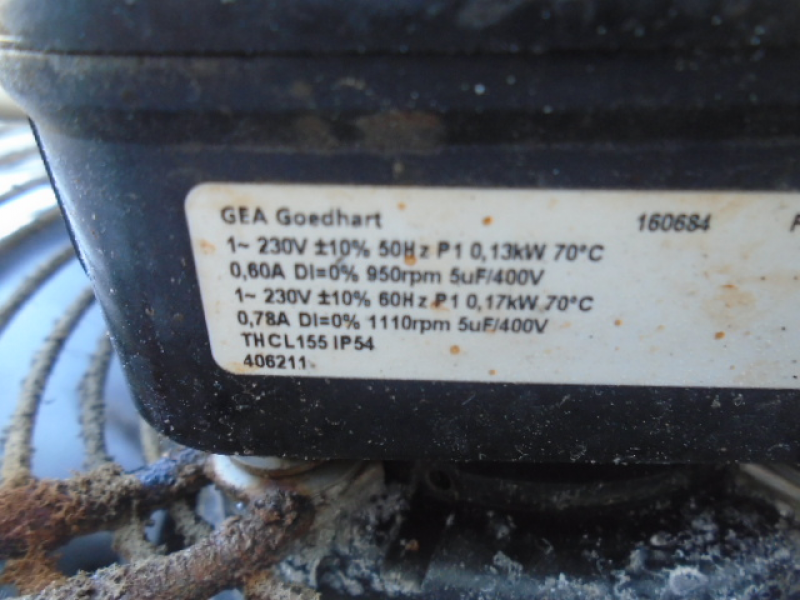 GEA Goedhart 160684
1~ 230V ±10% 50Hz P1 0,13kW 70°C
0,60A DI=0% 950rpm 5uF/400V
1~ 230V ±10% 60Hz P1 0,17kW 70°C
0,78A DI=0% 1110rpm 5uF/400V
THCL155 IP54
406211